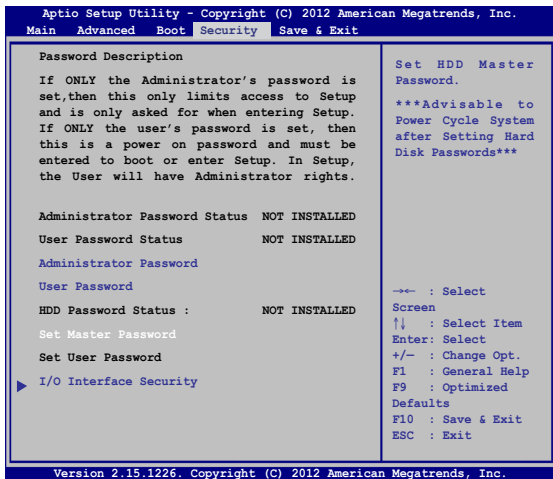 Aptio Setup Utility - Copyright (C) 2012 American Megatrends, Inc.
Main Advanced Boot Security Save & Exit
Password Description
If ONLY the Administrator's password is
set,then this only limits access to Setup
and is only asked for when entering Setup.
If ONLY the user's password is set, then
this is a power on password and must be
entered to boot or enter Setup. In Setup,
the User will have Administrator rights.
Administrator Password Status NOT INSTALLED
User Password Status NOT INSTALLED
Administrator Password
User Password
HDD Password Status : NOT INSTALLED
Set Master Password
Set User Password
I/O Interface Security
Set HDD Master
Password.
***Advisable to
Power Cycle System
after Setting Hard
Disk Passwords***
→← : Select
Screen
↑↓ : Select Item
Enter: Select
+/— : Change Opt.
F1 : General Help
F9 : Optimized
Defaults
F10 : Save & Exit
ESC : Exit
Version 2.15.1226. Copyright (C) 2012 American Megatrends, Inc.